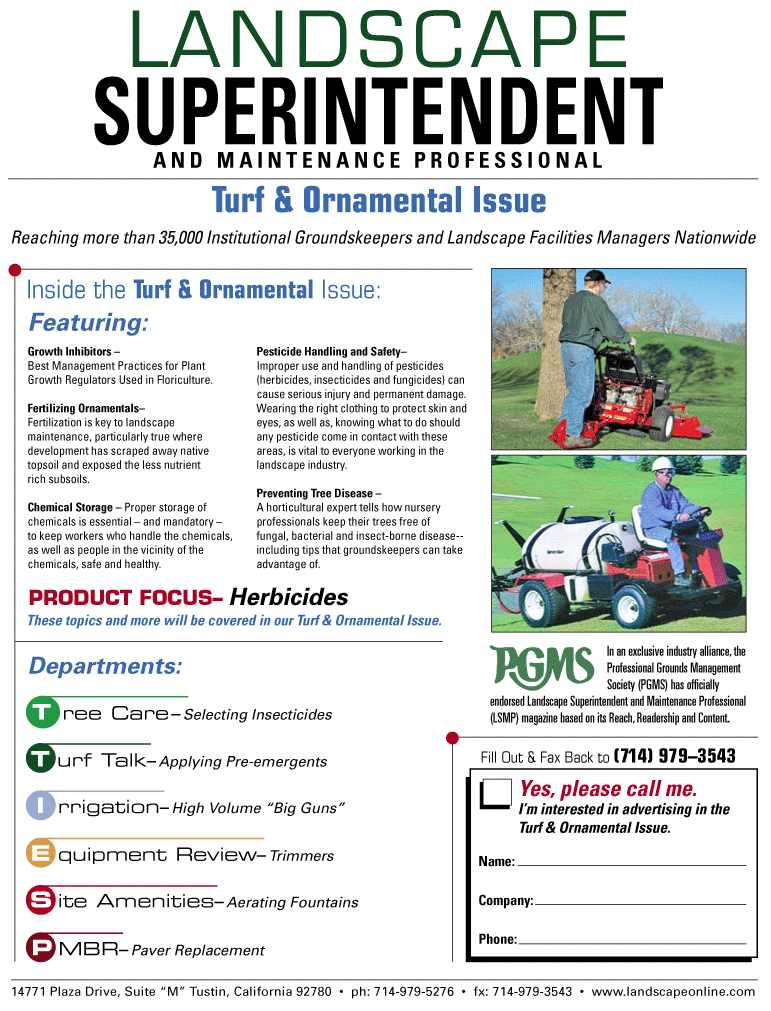 LANDSCAPE
SUPERINTENDENT
AND MAINTENANCE PROFESSIONAL
Turf & Ornamental Issue
Reaching more than 35,000 Institutional Groundskeepers and Landscape Facilities Managers Nationwide
Inside the Turf & Ornamental Issue:
Featuring:
Growth Inhibitors –
Best Management Practices for Plant
Growth Regulators Used in Floriculture.
Fertilizing Ornamentals–
Fertilization is key to landscape
maintenance, particularly true where
development has scraped away native
topsoil and exposed the less nutrient
rich subsoils.
Chemical Storage – Proper storage of
chemicals is essential – and mandatory –
to keep workers who handle the chemicals,
as well as people in the vicinity of the
chemicals, safe and healthy.
Pesticide Handling and Safety–
Improper use and handling of pesticides
(herbicides, insecticides and fungicides) can
cause serious injury and permanent damage.
Wearing the right clothing to protect skin and
eyes, as well as, knowing what to do should
any pesticide come in contact with these
areas, is vital to everyone working in the
landscape industry.
Preventing Tree Disease –
A horticultural expert tells how nursery
professionals keep their trees free of
fungal, bacterial and insect-borne disease--
including tips that groundskeepers can take
advantage of.
PRODUCT FOCUS– Herbicides
These topics and more will be covered in our Turf & Ornamental Issue.
Departments:
Tree Care– Selecting Insecticides
Turf Talk– Applying Pre-emergents
Irrigation– High Volume “Big Guns”
Equipment Review– Trimmers
Site Amenities– Aerating Fountains
PMBR– Paver Replacement
PGMS
In an exclusive industry alliance, the
Professional Grounds Management
Society (PGMS) has officially
endorsed Landscape Superintendent and Maintenance Professional
(LSMP) magazine based on its Reach, Readership and Content.
Fill Out & Fax Back to (714) 979–3543
Yes, please call me.
I’m interested in advertising in the
Turf & Ornamental Issue.
Name:
Company:
Phone:
14771 Plaza Drive, Suite “M” Tustin, California 92780 • ph: 714-979-5276 • fx: 714-979-3543 • www.landscapeonline.com